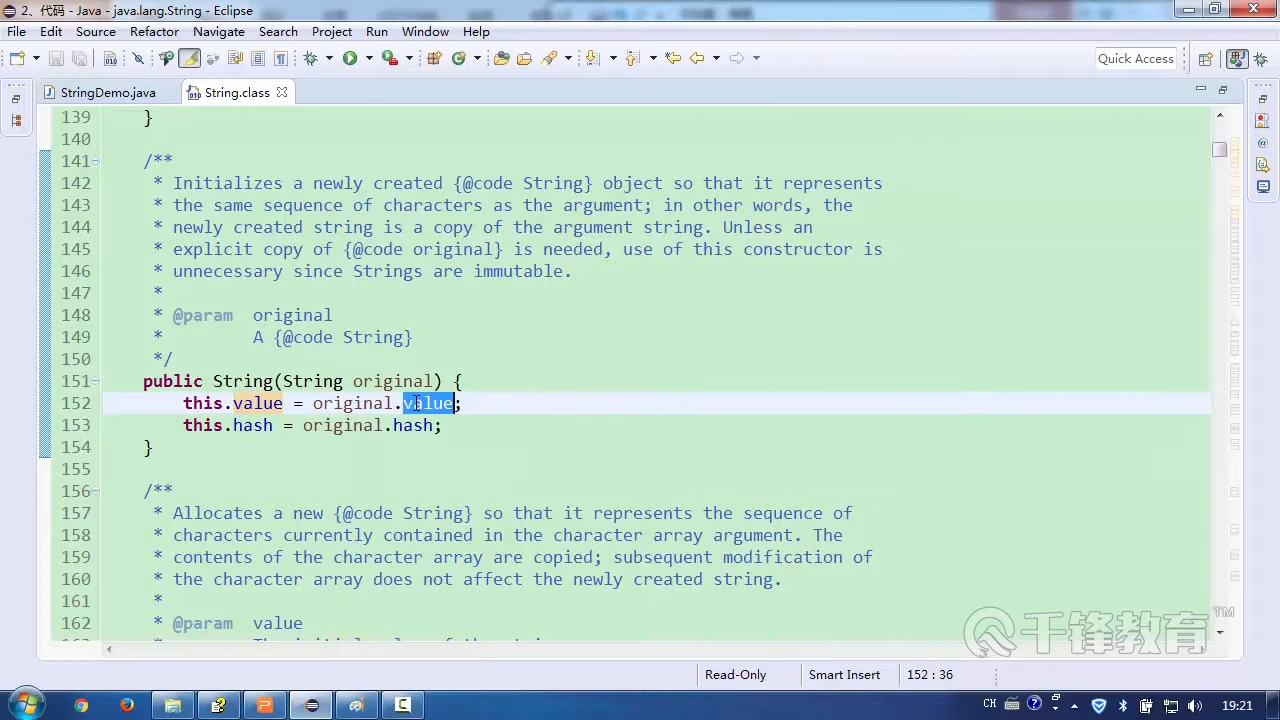 2、代码 - Java - java.lang.String - Eclipse
File Edit Source Refactor Navigate Search Project Run Window Help
Quick Access
StringDemo.java String.class
139 }
140
141 /**
142 * Initializes a newly created {@code String} object so that it represents
143 * the same sequence of characters as the argument; in other words, the
144 * newly created string is a copy of the argument string. Unless an
145 * explicit copy of {@code original} is needed, use of this constructor is
146 * unnecessary since Strings are immutable.
147 *
148 * @param original
149 * A {@code String}
150 */
151 public String(String original) {
152 this.value = original.value;
153 this.hash = original.hash;
154 }
155
156 /**
157 * Allocates a new {@code String} so that it represents the sequence of
158 * characters currently contained in the character array argument. The
159 * contents of the character array are copied; subsequent modification of
160 * the character array does not affect the newly created string.
161 *
162 * @param value
千锋教育™
Read-Only Smart Insert 152 : 36
CH 19:21